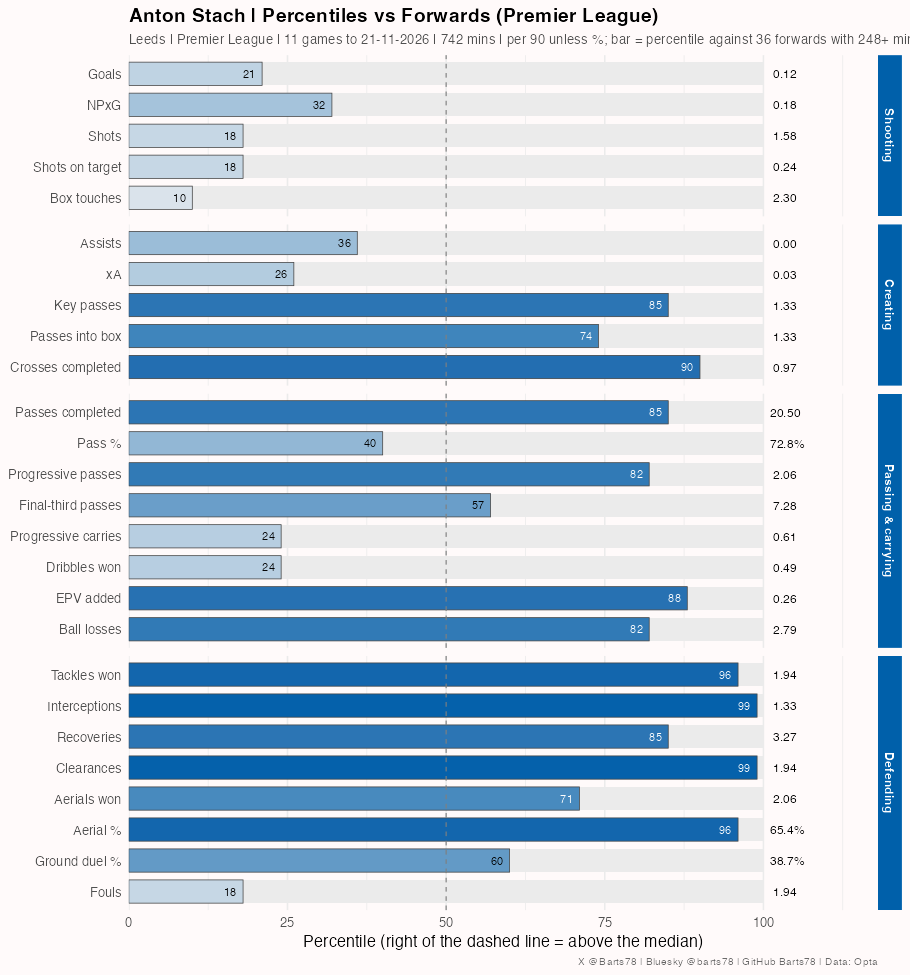 Anton Stach | Percentiles vs Forwards (Premier League)
Leeds | Premier League | 11 games to 21-11-2026 | 742 mins | per 90 unless %; bar = percentile against 36 forwards with 248+
Goals 21 0.12
NPxG 32 0.18
Shots 18 1.58
Shots on target 18 0.24
Box touches 10 2.30
Shooting
Assists 36 0.00
xA 26 0.03
Key passes 85 1.33
Passes into box 74 1.33
Crosses completed 90 0.97
Creating
Passes completed 85 20.50
Pass % 40 72.8%
Progressive passes 82 2.06
Final-third passes 57 7.28
Progressive carries 24 0.61
Dribbles won 24 0.49
EPV added 88 0.26
Ball losses 82 2.79
Passing & carrying
Tackles won 96 1.94
Interceptions 99 1.33
Recoveries 85 3.27
Clearances 99 1.94
Aerials won 71 2.06
Aerial % 96 65.4%
Ground duel % 60 38.7%
Fouls 18 1.94
Defending
0 25 50 75 100
Percentile (right of the dashed line = above the median)
X @Barts78 | Bluesky @barts78 | GitHub Barts78 | Data: Opta